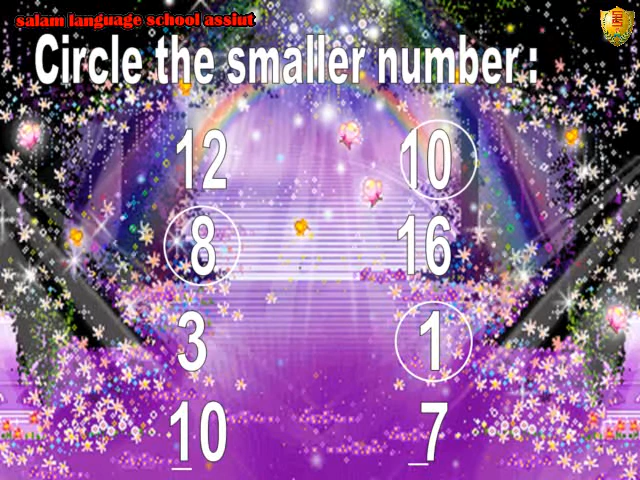 salam language school assiut
Circle the smaller number :
12 10
8 16
3 1
10 7